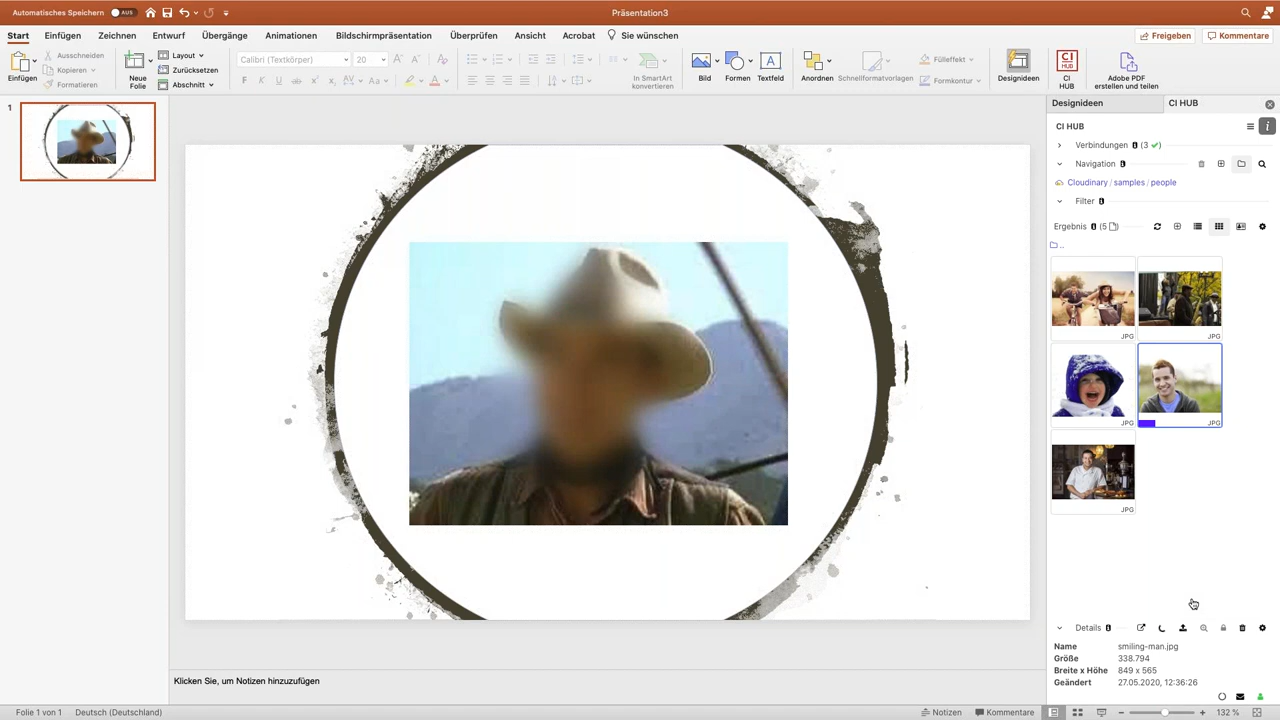 Automatisches Speichern AUS Präsentation3
Start Einfügen Zeichnen Entwurf Übergänge Animationen Bildschirmpräsentation Überprüfen Ansicht Acrobat Sie wünschen Freigeben Kommentare
Einfügen
Ausschneiden
Kopieren
Formatieren
Neue
Folie
Layout
Zurücksetzen
Abschnitt
Calibri (Textkörper) 20
In SmartArt
konvertieren
Bild
Formen
Textfeld
Anordnen
Schnellformatvorlagen
Fülleffekt
Formkontur
Designideen
CI
HUB
Adobe PDF
erstellen und teilen
1
Designideen CI HUB
CI HUB
Verbindungen (3 ✓)
Navigation
Cloudinary / samples / people
Filter
Ergebnis (5 )
..
JPG JPG
JPG JPG
JPG
Details
Name smiling-man.jpg
Größe 338.794
Breite x Höhe 849 x 565
Geändert 27.05.2020, 12:36:26
Klicken Sie, um Notizen hinzuzufügen
Folie 1 von 1 Deutsch (Deutschland) Notizen Kommentare 132 %